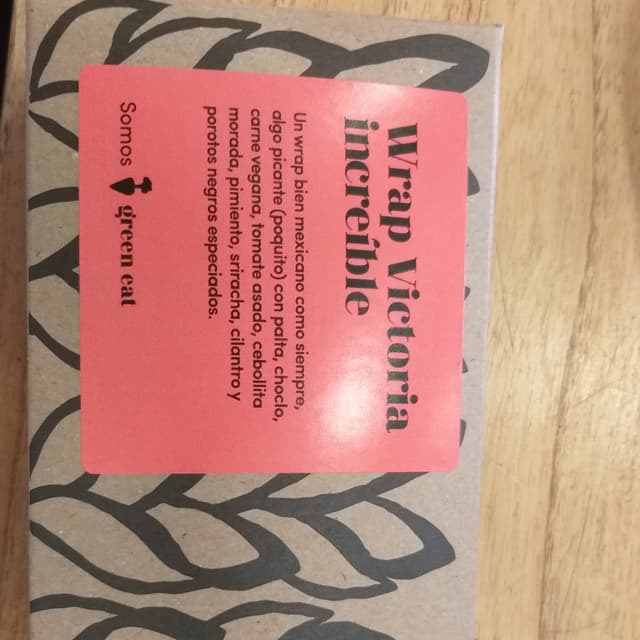 Wrap Victoria
increíble
Un wrap bien mexicano como siempre,
algo picante (poquito) con palta, choclo,
carne vegana, tomate asado, cebollita
morada, pimiento, sriracha, cilantro y
porotos negros especiados.
Somos green eat